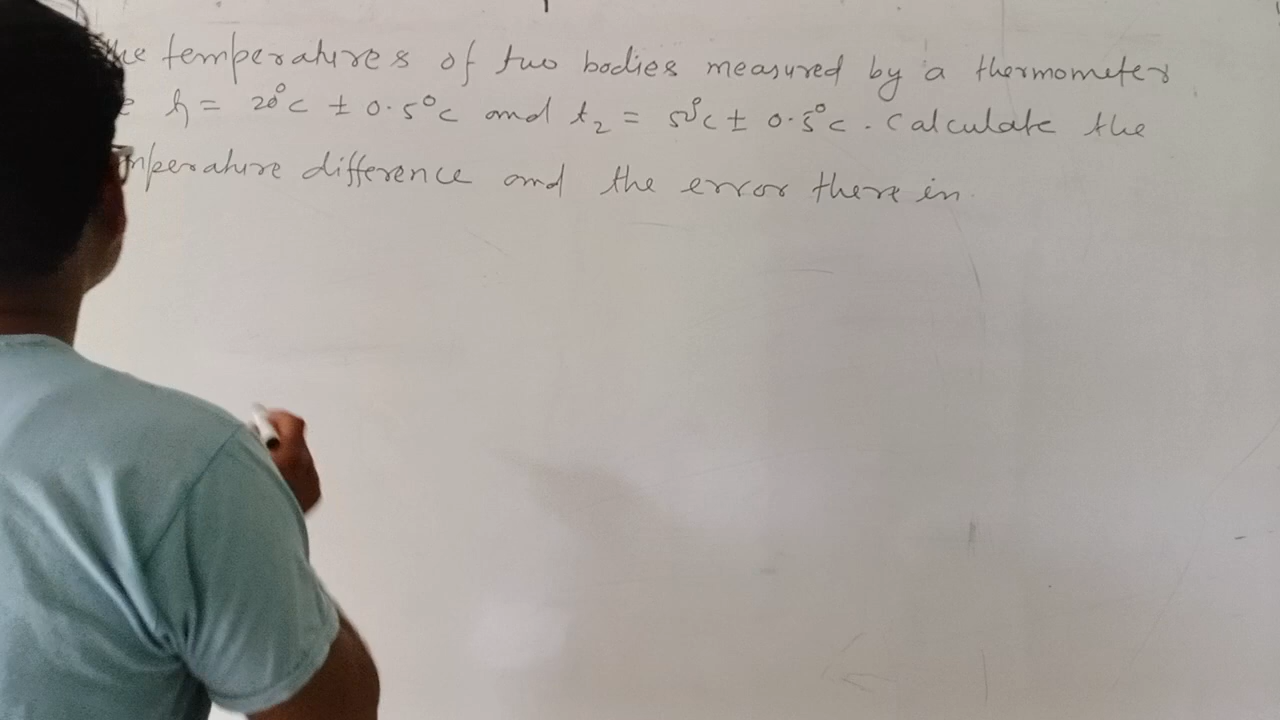 temperatures of two bodies measured by a thermometer
t₁ = 20°c ± 0.5°c and t₂ = 50°c ± 0.5°c. Calculate the
difference and the error there in.